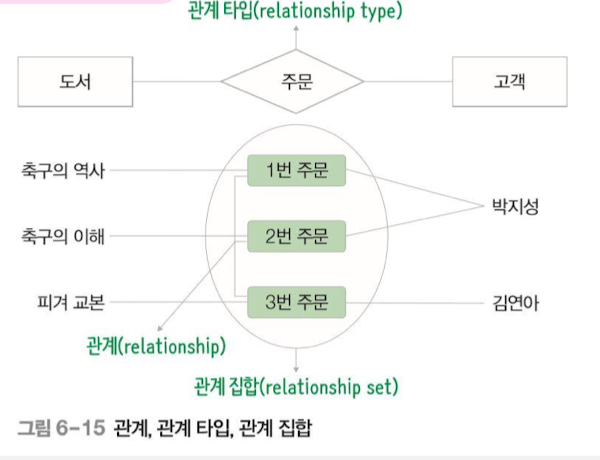 관계 타입(relationship type)
도서
주문
고객
축구의 역사
1번 주문
박지성
축구의 이해
2번 주문
피겨 교본
3번 주문
김연아
관계(relationship)
관계 집합(relationship set)
그림 6-15 관계, 관계 타입, 관계 집합